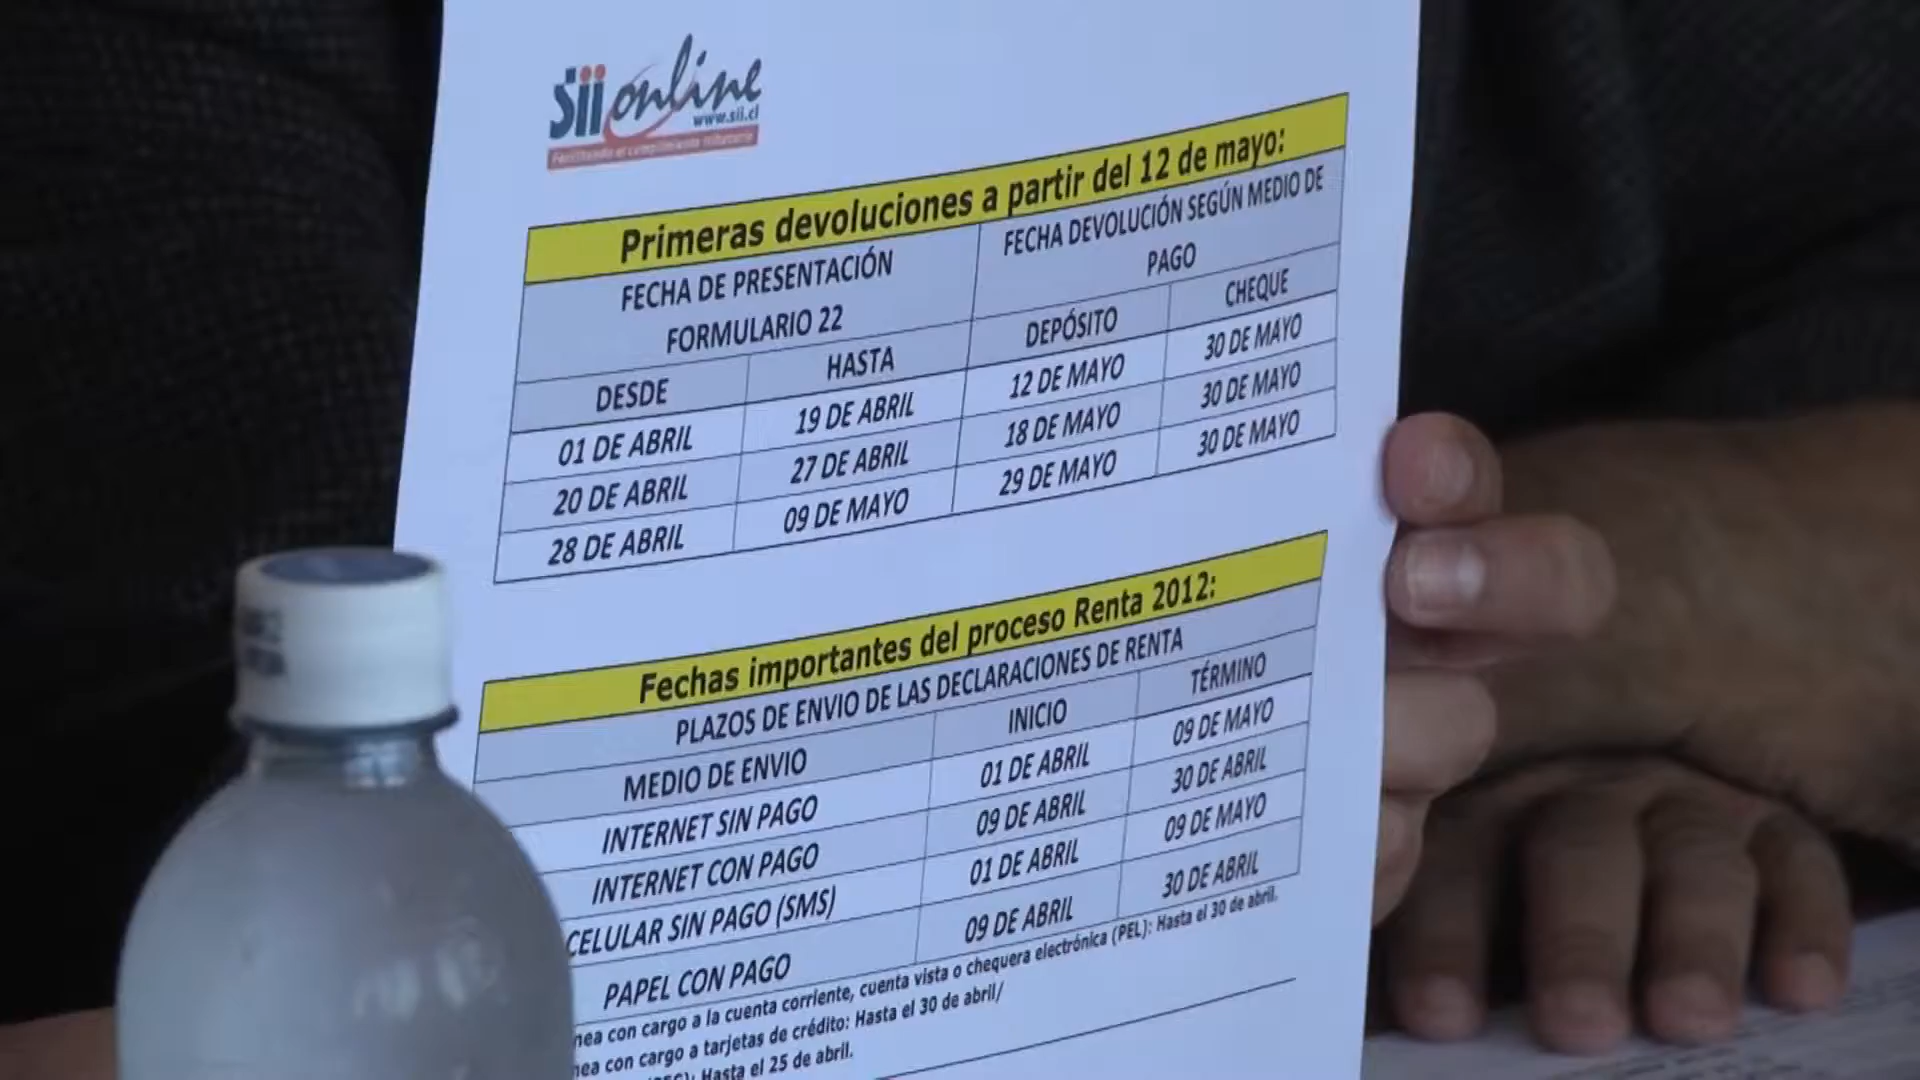 Sii online
www.sii.cl
Facilitando el cumplimiento tributario
Primeras devoluciones a partir del 12 de mayo:
FECHA DE PRESENTACIÓN FORMULARIO 22 FECHA DEVOLUCIÓN SEGÚN MEDIO DE PAGO
DESDE HASTA DEPÓSITO CHEQUE
01 DE ABRIL 19 DE ABRIL 12 DE MAYO 30 DE MAYO
20 DE ABRIL 27 DE ABRIL 18 DE MAYO 30 DE MAYO
28 DE ABRIL 09 DE MAYO 29 DE MAYO 30 DE MAYO
Fechas importantes del proceso Renta 2012:
PLAZOS DE ENVIO DE LAS DECLARACIONES DE RENTA
MEDIO DE ENVIO INICIO TÉRMINO
INTERNET SIN PAGO 01 DE ABRIL 09 DE MAYO
INTERNET CON PAGO 09 DE ABRIL 30 DE ABRIL
CELULAR SIN PAGO (SMS) 01 DE ABRIL 09 DE MAYO
PAPEL CON PAGO 09 DE ABRIL 30 DE ABRIL
nea con cargo a la cuenta corriente, cuenta vista o chequera electrónica (PEL): Hasta el 30 de abril.
nea con cargo a tarjetas de crédito: Hasta el 30 de abril/
Hasta el 25 de abril.